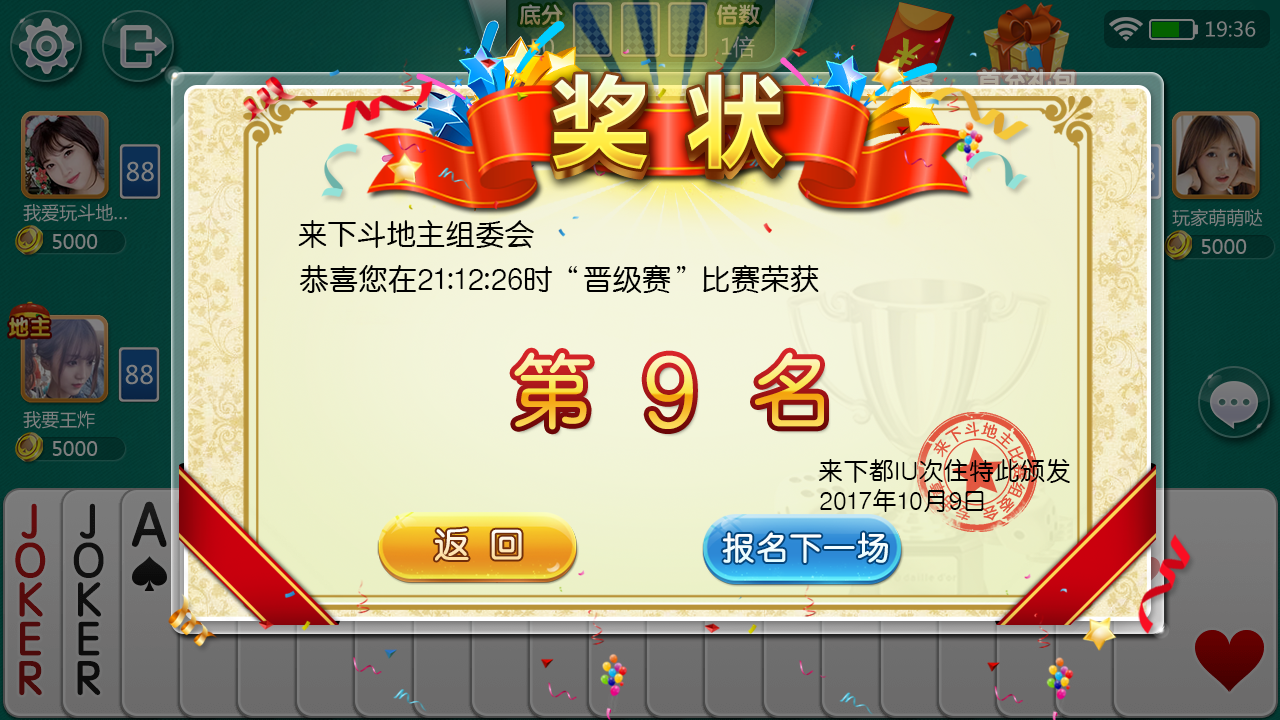 底分
倍数
1倍
19:36
首充礼包
奖状
88
我爱玩斗地...
5000
玩家萌萌哒
5000
来下斗地主组委会
恭喜您在21:12:26时“晋级赛”比赛荣获
第9名
地主
88
我要王炸
5000
来下都IU次住特此颁发
2017年10月9日
返回
报名下一场
JOKER
JOKER
A